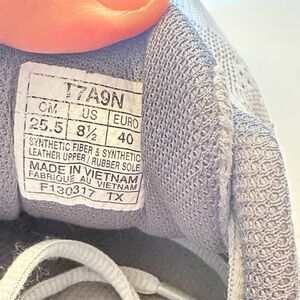 T7A9N
CM US EURO
25.5 8½ 40
SYNTHETIC FIBER & SYNTHETIC
LEATHER UPPER / RUBBER SOLE
MADE IN VIETNAM
FABRIQUE AU VIETNAM
F130317 TX